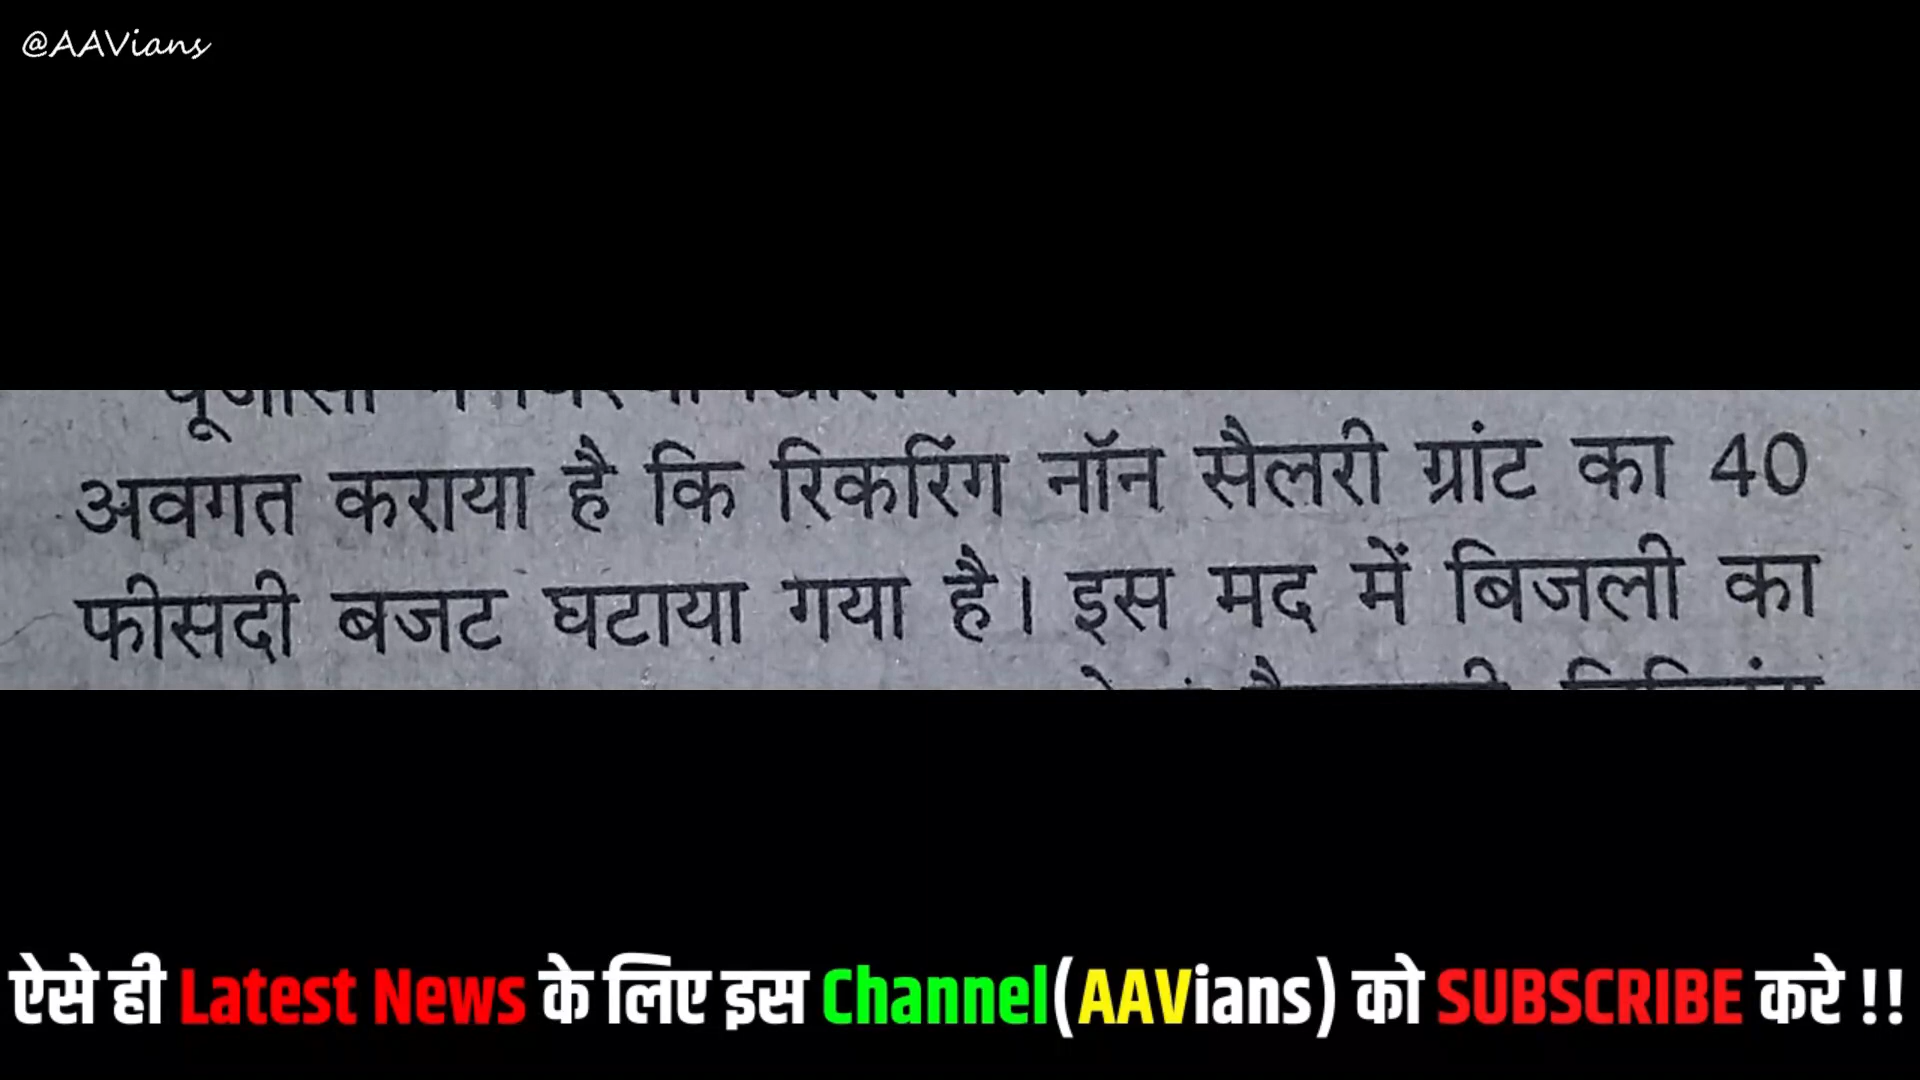 @AAVians
अवगत कराया है कि रिकरिंग नॉन सैलरी ग्रांट का 40
फीसदी बजट घटाया गया है। इस मद में बिजली का
ऐसे ही Latest News के लिए इस Channel(AAVians) को SUBSCRIBE करे !!